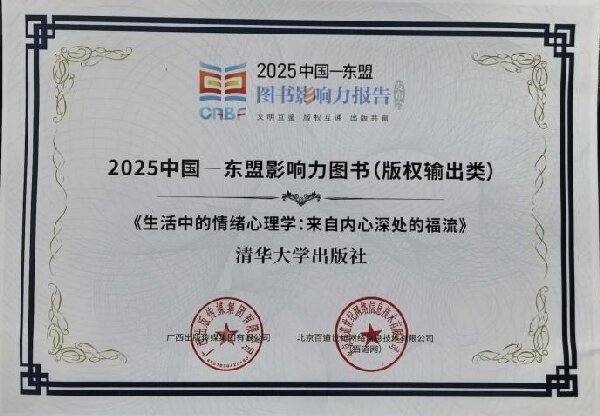 2025中国—东盟
图书影响力报告
CABF
文明互鉴 版权互通 出版共融
2025中国—东盟影响力图书(版权输出类)
《生活中的情绪心理学：来自内心深处的福流》
清华大学出版社
广西出版传媒集团有限公司
北京百道世纪网络信息技术有限公司
(百道网)